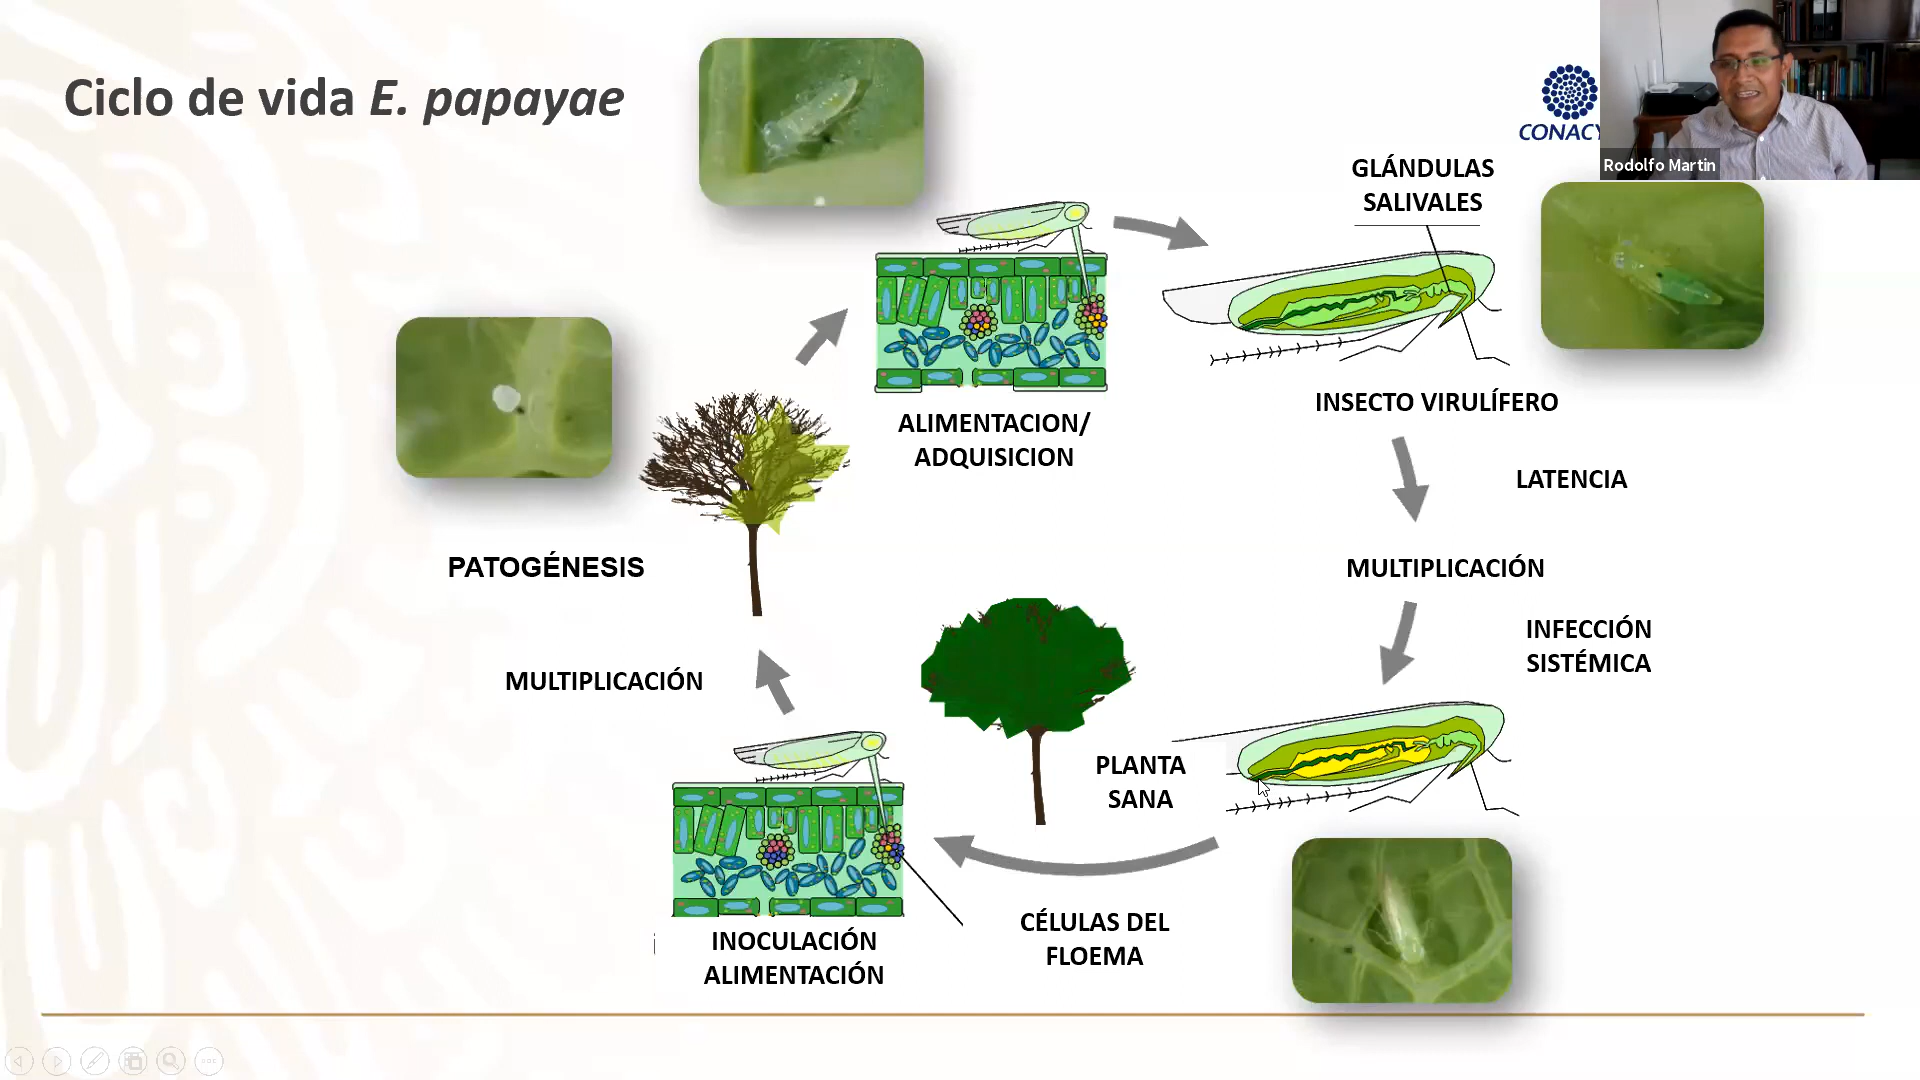 Ciclo de vida E. papayae
CONACY
Rodolfo Martin
GLÁNDULAS
SALIVALES
INSECTO VIRULÍFERO
ALIMENTACION/
ADQUISICION
LATENCIA
MULTIPLICACIÓN
PATOGÉNESIS
INFECCIÓN
SISTÉMICA
MULTIPLICACIÓN
PLANTA
SANA
CÉLULAS DEL
FLOEMA
INOCULACIÓN
ALIMENTACIÓN